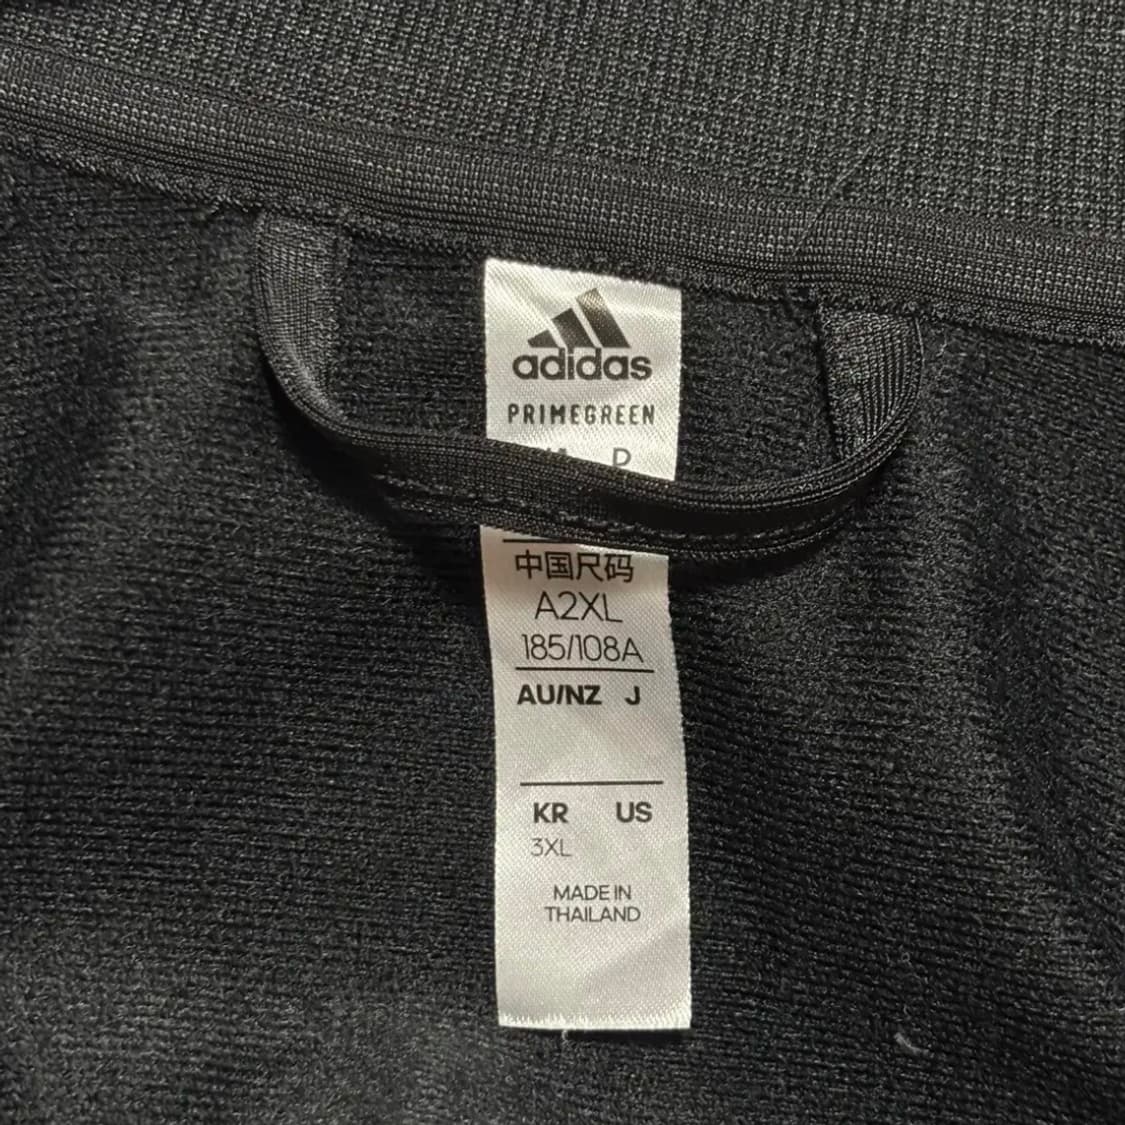 adidas
PRIMEGREEN
中国尺码
A2XL
185/108A
AU/NZ J
KR US
3XL
MADE IN
THAILAND